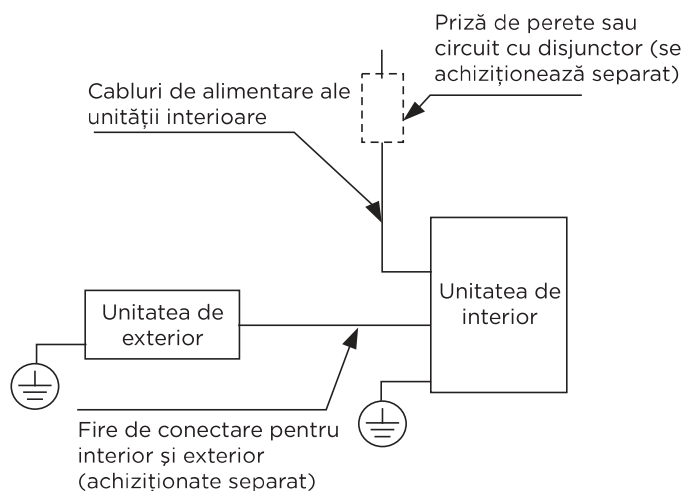 Priză de perete sau
circuit cu disjunctor (se
achiziționează separat)
Cabluri de alimentare ale
unității interioare
Unitatea de
interior
Unitatea de
exterior
Fire de conectare pentru
interior și exterior
(achiziționate separat)